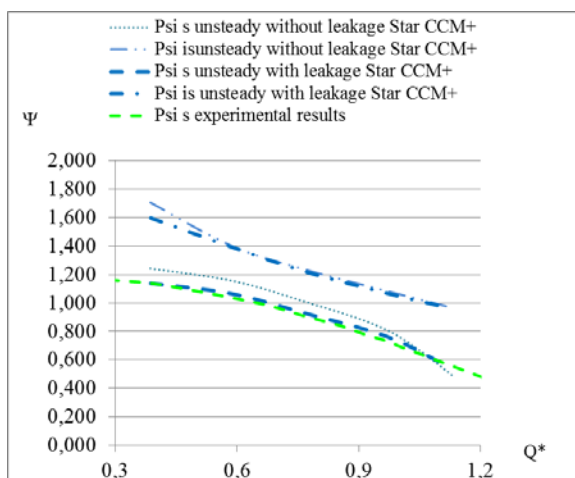 Psi s unsteady without leakage Star CCM+
Psi isunsteady without leakage Star CCM+
Psi s unsteady with leakage Star CCM+
Psi is unsteady with leakage Star CCM+
Psi s experimental results
Ψ
2,000
1,800
1,600
1,400
1,200
1,000
0,800
0,600
0,400
0,200
0,000
Q*
0,3 0,6 0,9 1,2